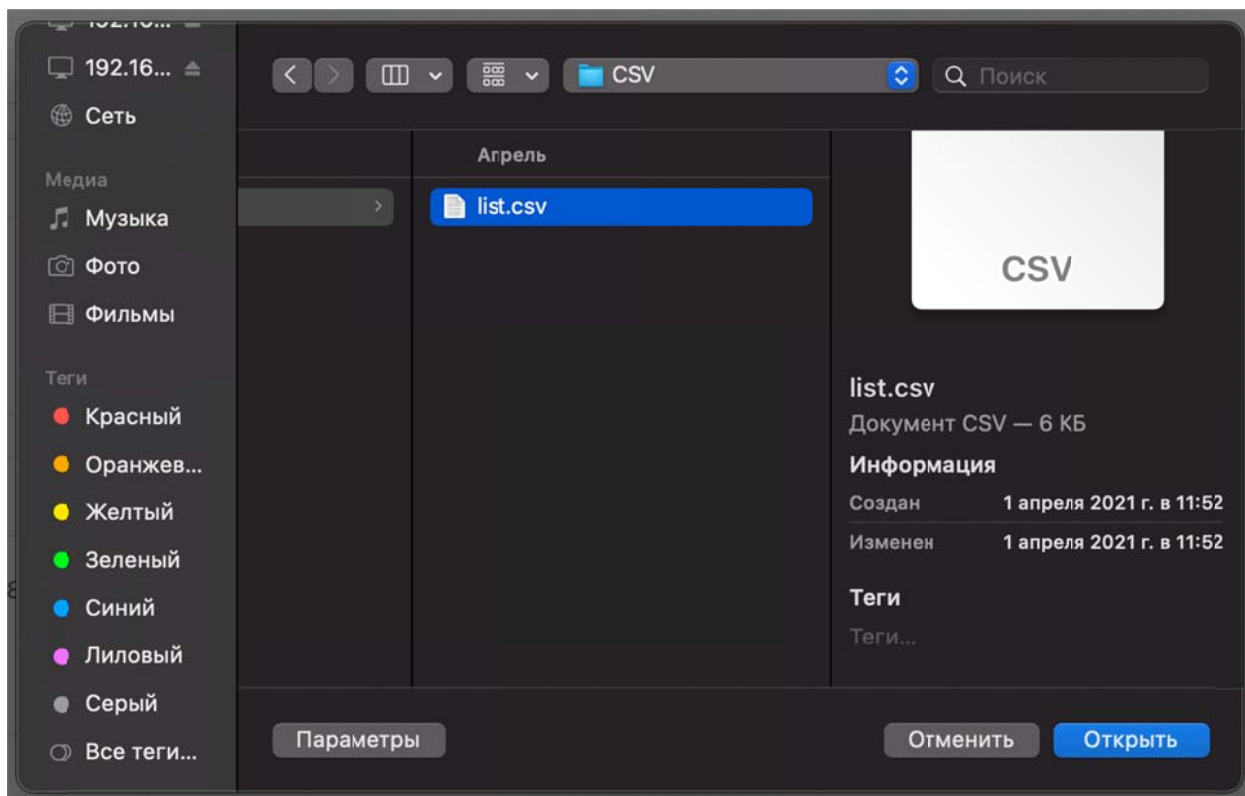 192.16...
192.16...
Сеть
Медиа
Музыка
Фото
Фильмы
Теги
Красный
Оранжев...
Желтый
Зеленый
Синий
Лиловый
Серый
Все теги...
CSV
Поиск
Апрель
list.csv
CSV
list.csv
Документ CSV — 6 КБ
Информация
Создан 1 апреля 2021 г. в 11:52
Изменен 1 апреля 2021 г. в 11:52
Теги
Теги...
Параметры
Отменить
Открыть